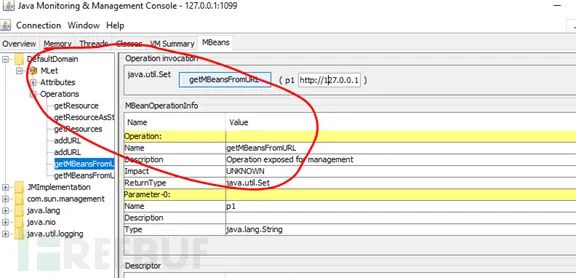 Java Monitoring & Management Console - 127.0.0.1:1099
Connection Window Help
Overview Memory Threads Classes VM Summary MBeans
DefaultDomain
MLet
Attributes
Operations
getResource
getResourceAsSt
getResources
addURL
addURL
getMBeansFromU
getMBeansFromU
JMImplementation
com.sun.management
java.lang
java.nio
java.util.logging
Operation invocation
java.util.Set getMBeansFromURL ( p1 http://127.0.0.1 )
MBeanOperationInfo
Name Value
Operation:
Name getMBeansFromURL
Description Operation exposed for management
Impact UNKNOWN
ReturnType java.util.Set
Parameter-0:
Name p1
Description
Type java.lang.String
Descriptor
REEBUF